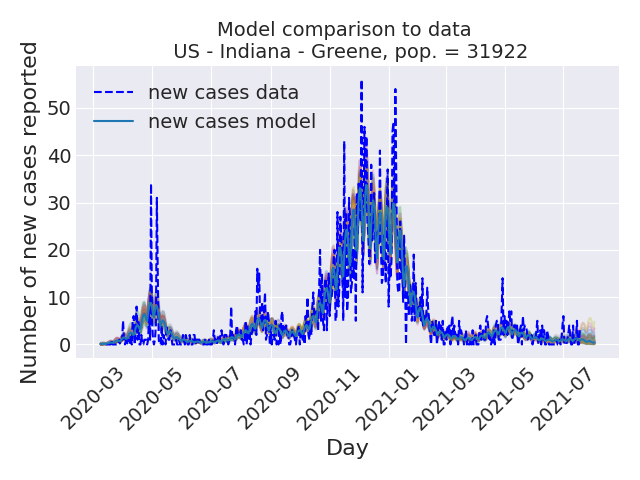 Model comparison to data
US - Indiana - Greene, pop. = 31922
Number of new cases reported
50
40
30
20
10
0
new cases data
new cases model
2020-03
2020-05
2020-07
2020-09
2020-11
2021-01
2021-03
2021-05
2021-07
Day